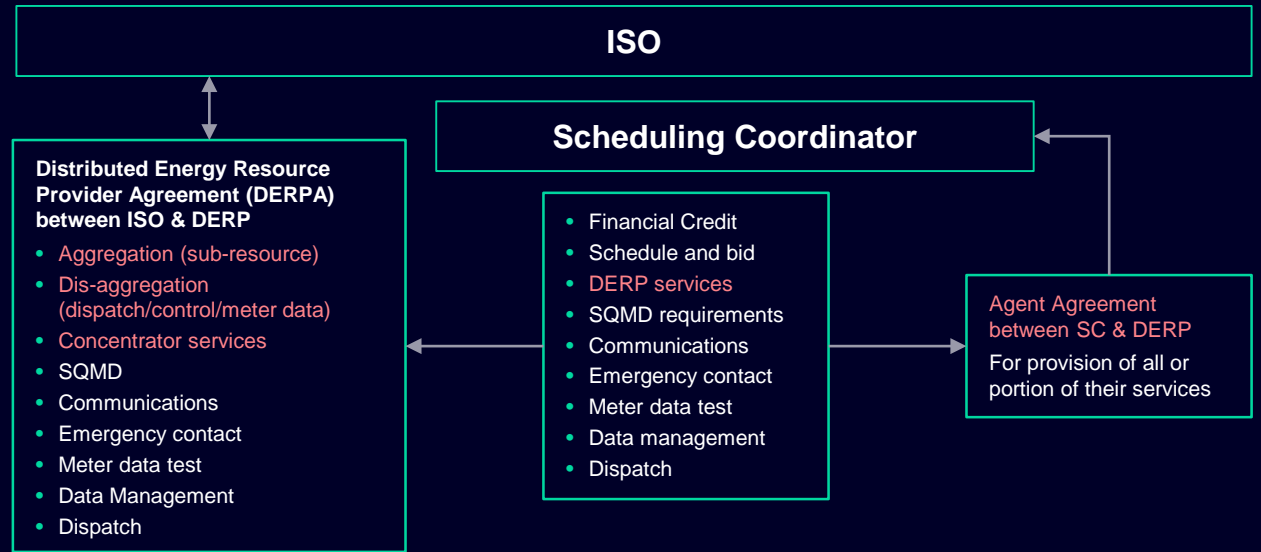 ISO
Scheduling Coordinator
Distributed Energy Resource
Provider Agreement (DERPA)
between ISO & DERP
• Aggregation (sub-resource)
• Dis-aggregation
(dispatch/control/meter data)
• Concentrator services
• SQMD
• Communications
• Emergency contact
• Meter data test
• Data Management
• Dispatch
• Financial Credit
• Schedule and bid
• DERP services
• SQMD requirements
• Communications
• Emergency contact
• Meter data test
• Data management
• Dispatch
Agent Agreement
between SC & DERP
For provision of all or
portion of their services